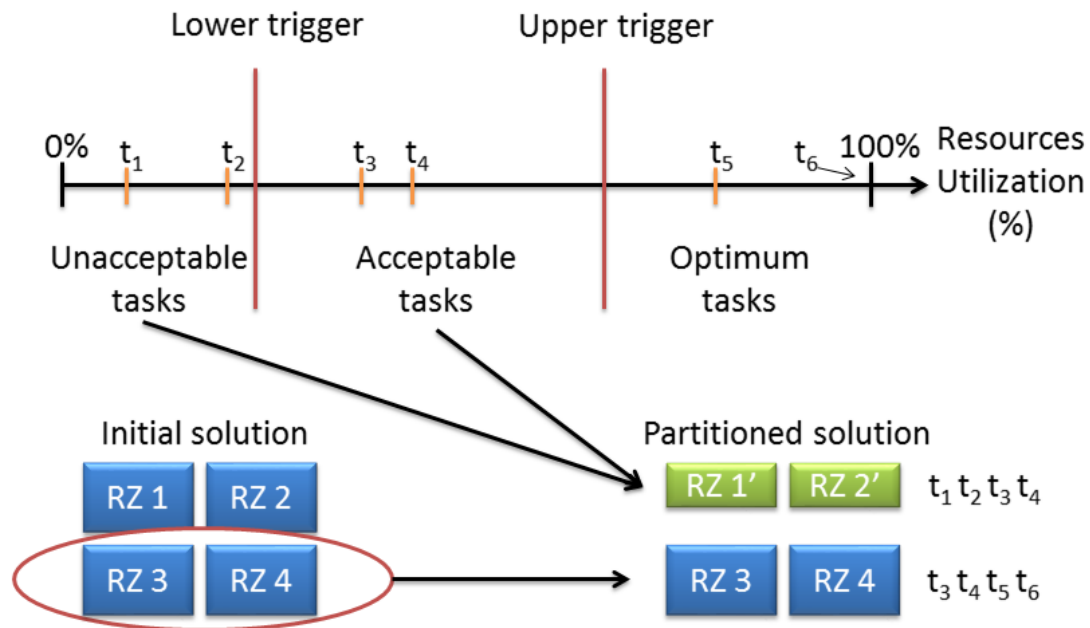 Lower trigger
Upper trigger
0%
t₁
t₂
t₃
t₄
t₅
t₆
100%
Resources
Utilization
(%)
Unacceptable
tasks
Acceptable
tasks
Optimum
tasks
Initial solution
RZ 1
RZ 2
RZ 3
RZ 4
Partitioned solution
RZ 1’
RZ 2’
t₁ t₂ t₃ t₄
RZ 3
RZ 4
t₃ t₄ t₅ t₆